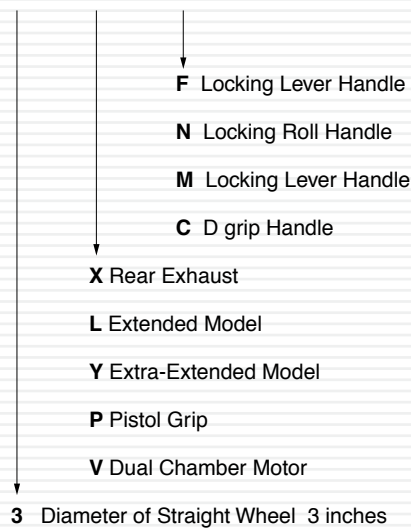 F Locking Lever Handle
N Locking Roll Handle
M Locking Lever Handle
C D grip Handle
X Rear Exhaust
L Extended Model
Y Extra-Extended Model
P Pistol Grip
V Dual Chamber Motor
3 Diameter of Straight Wheel 3 inches